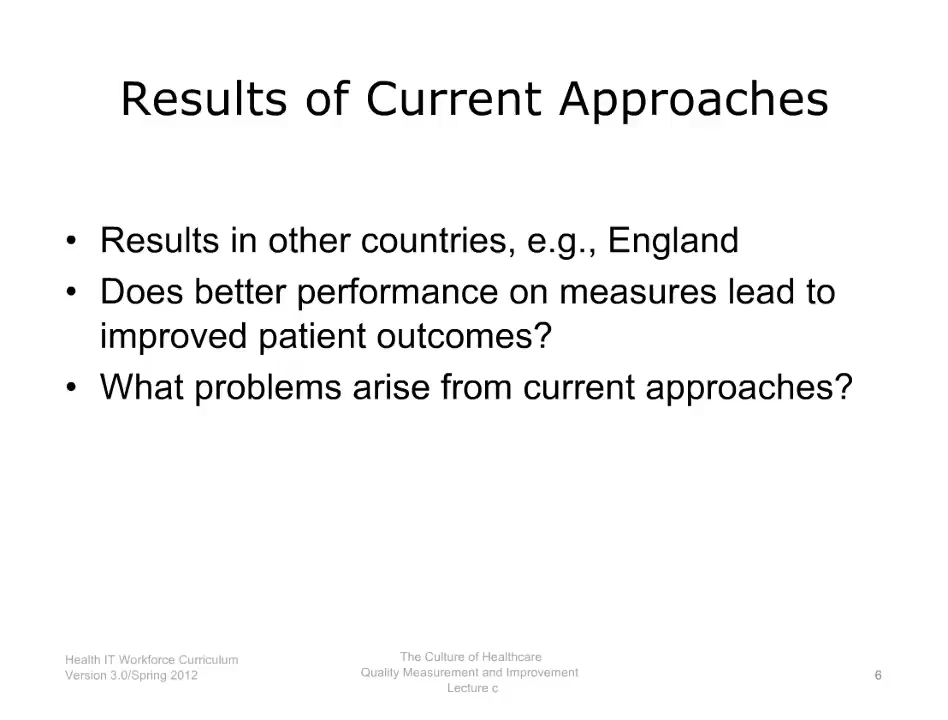 Results of Current Approaches
• Results in other countries, e.g., England
• Does better performance on measures lead to
improved patient outcomes?
• What problems arise from current approaches?
Health IT Workforce Curriculum
Version 3.0/Spring 2012
The Culture of Healthcare
Quality Measurement and Improvement
Lecture c
6